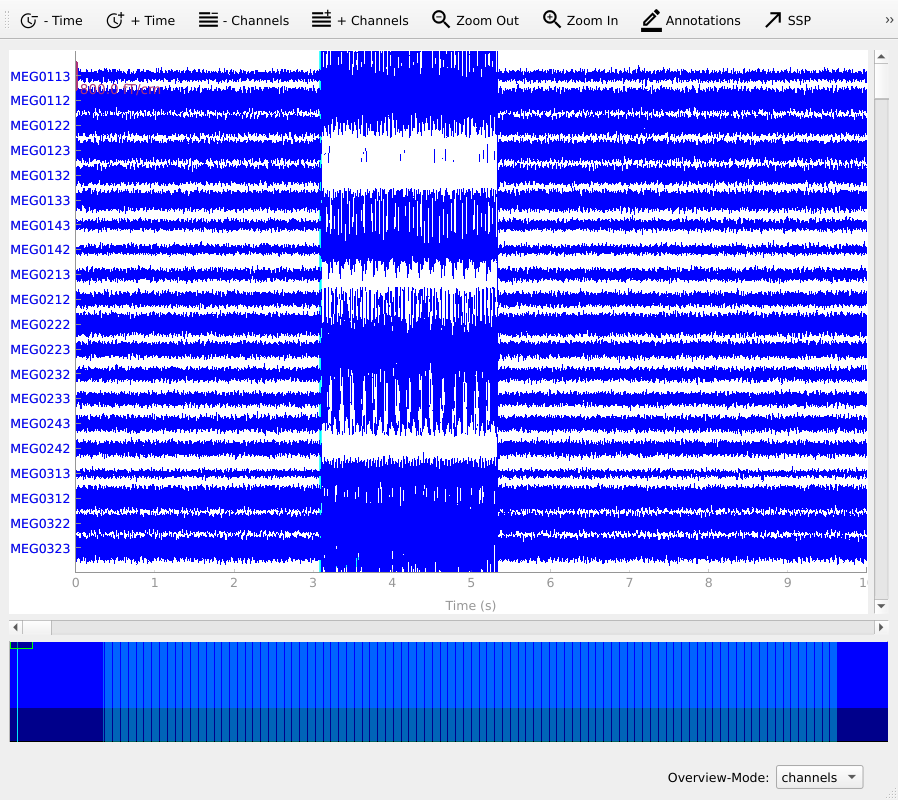 - Time
+ Time
- Channels
+ Channels
Zoom Out
Zoom In
Annotations
SSP
»
MEG0113
MEG0112
MEG0122
MEG0123
MEG0132
MEG0133
MEG0143
MEG0142
MEG0213
MEG0212
MEG0222
MEG0223
MEG0232
MEG0233
MEG0243
MEG0242
MEG0313
MEG0312
MEG0322
MEG0323
0 1 2 3 4 5 6 7 8 9 1
Time (s)
Overview-Mode: channels